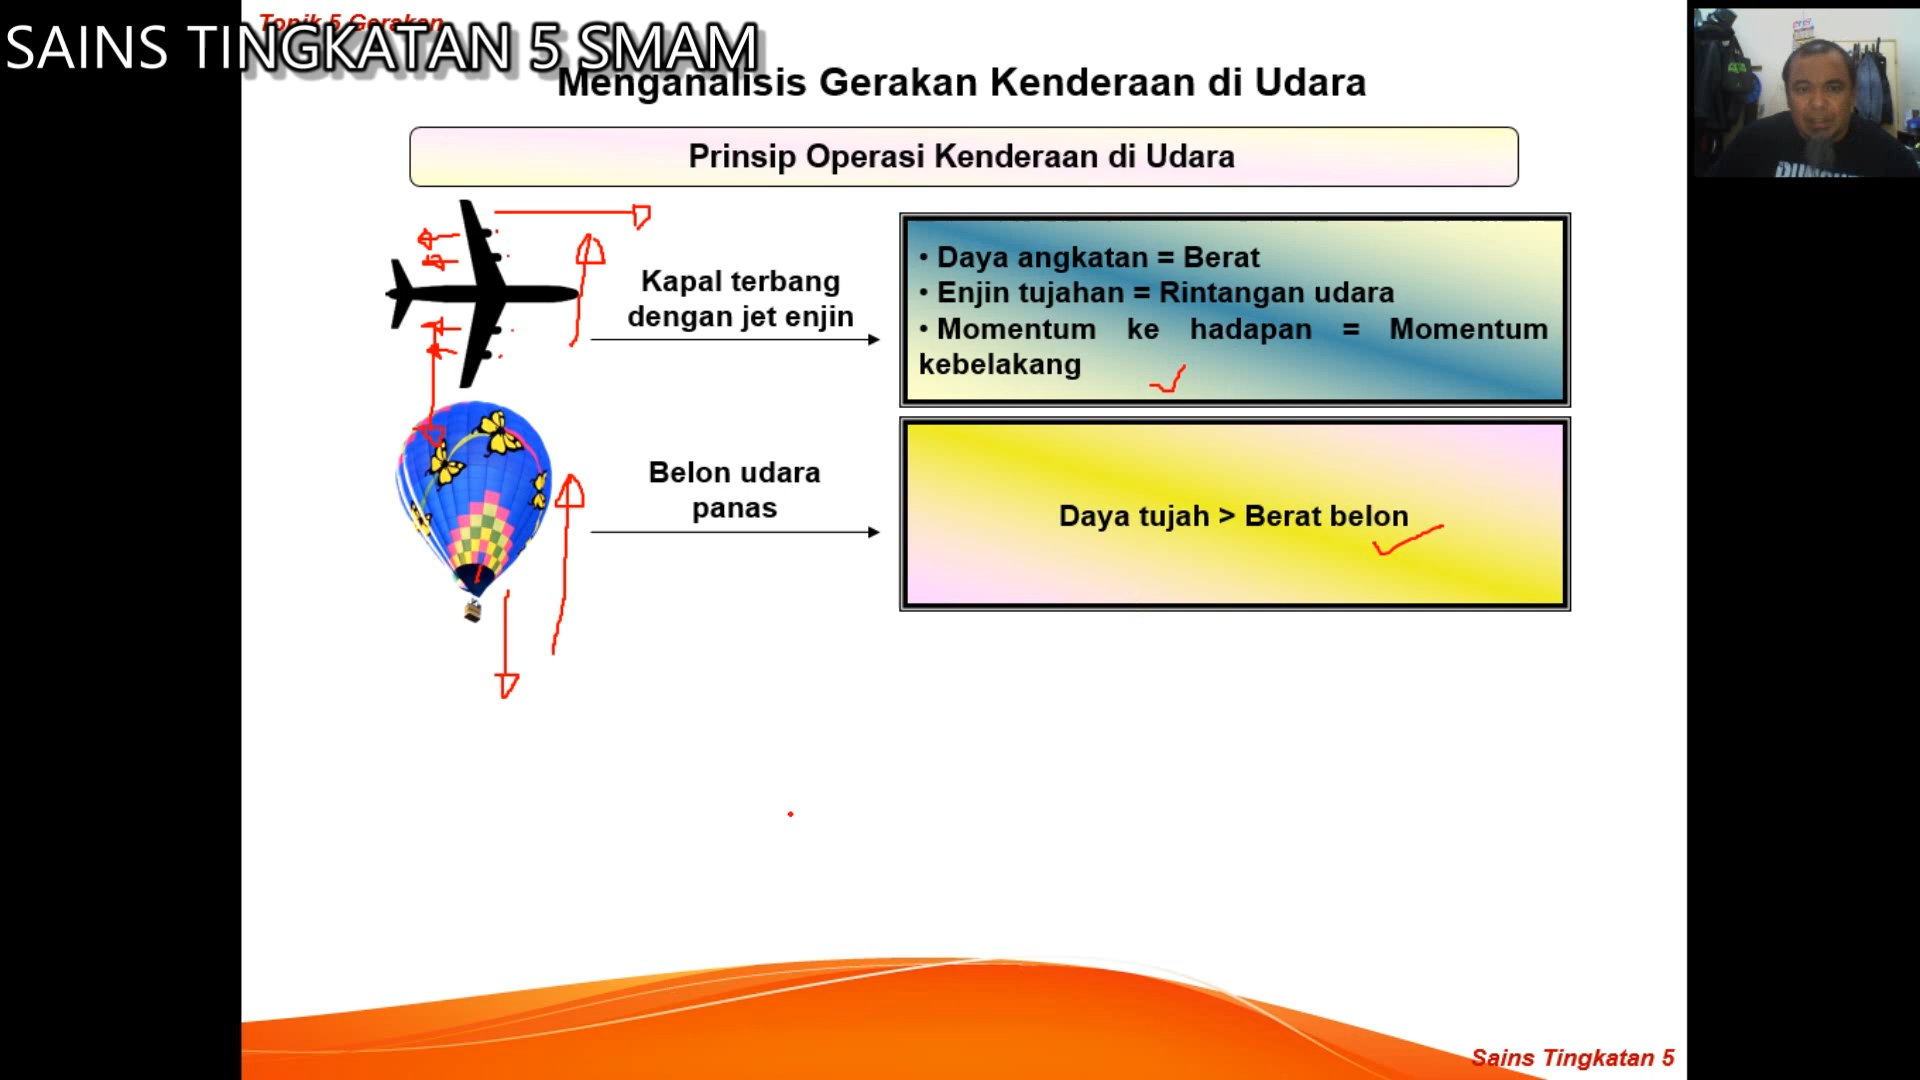 Topik 5 Gerakan
SAINS TINGKATAN 5 SMAM
Menganalisis Gerakan Kenderaan di Udara
Prinsip Operasi Kenderaan di Udara
Kapal terbang
dengan jet enjin
• Daya angkatan = Berat
• Enjin tujahan = Rintangan udara
• Momentum ke hadapan = Momentum
kebelakang
Belon udara
panas
Daya tujah > Berat belon
Sains Tingkatan 5